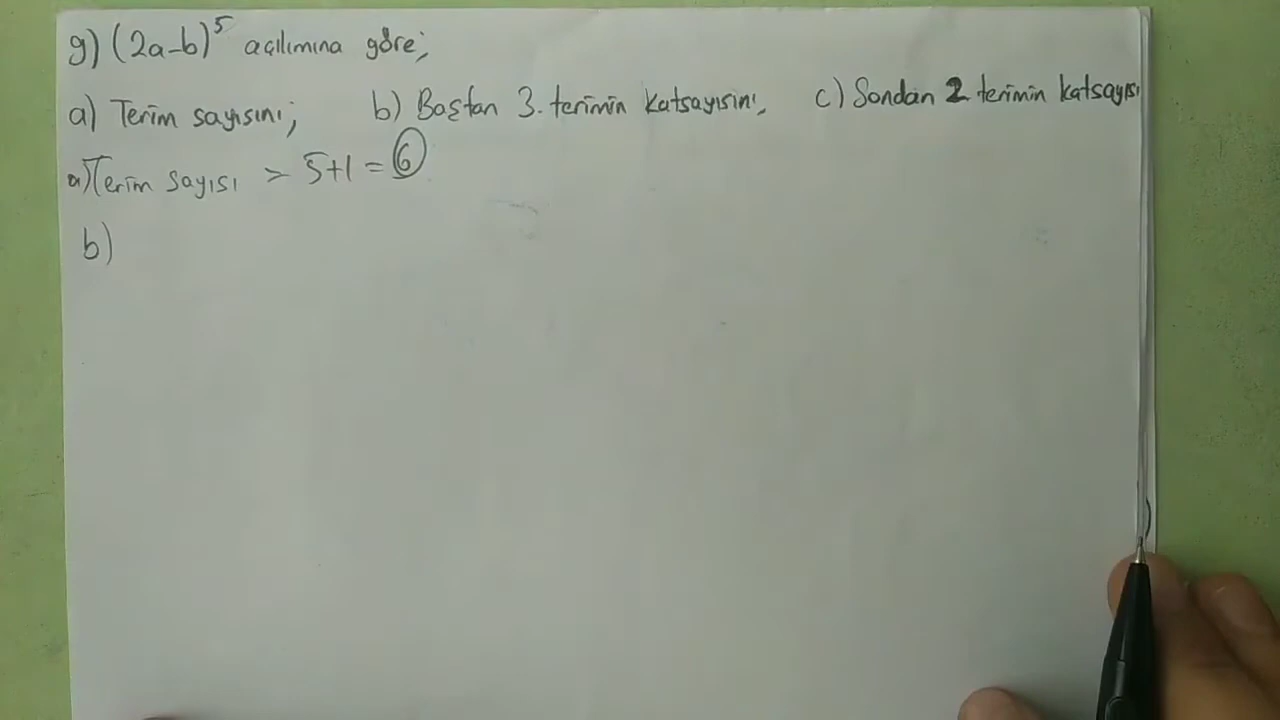 g) (2a-b)⁵ açılımına göre;
a) Terim sayısını; b) Baştan 3. terimin katsayısını, c) Sondan 2 terimin katsayısı
a) Terim sayısı > 5+1 = 6
b)